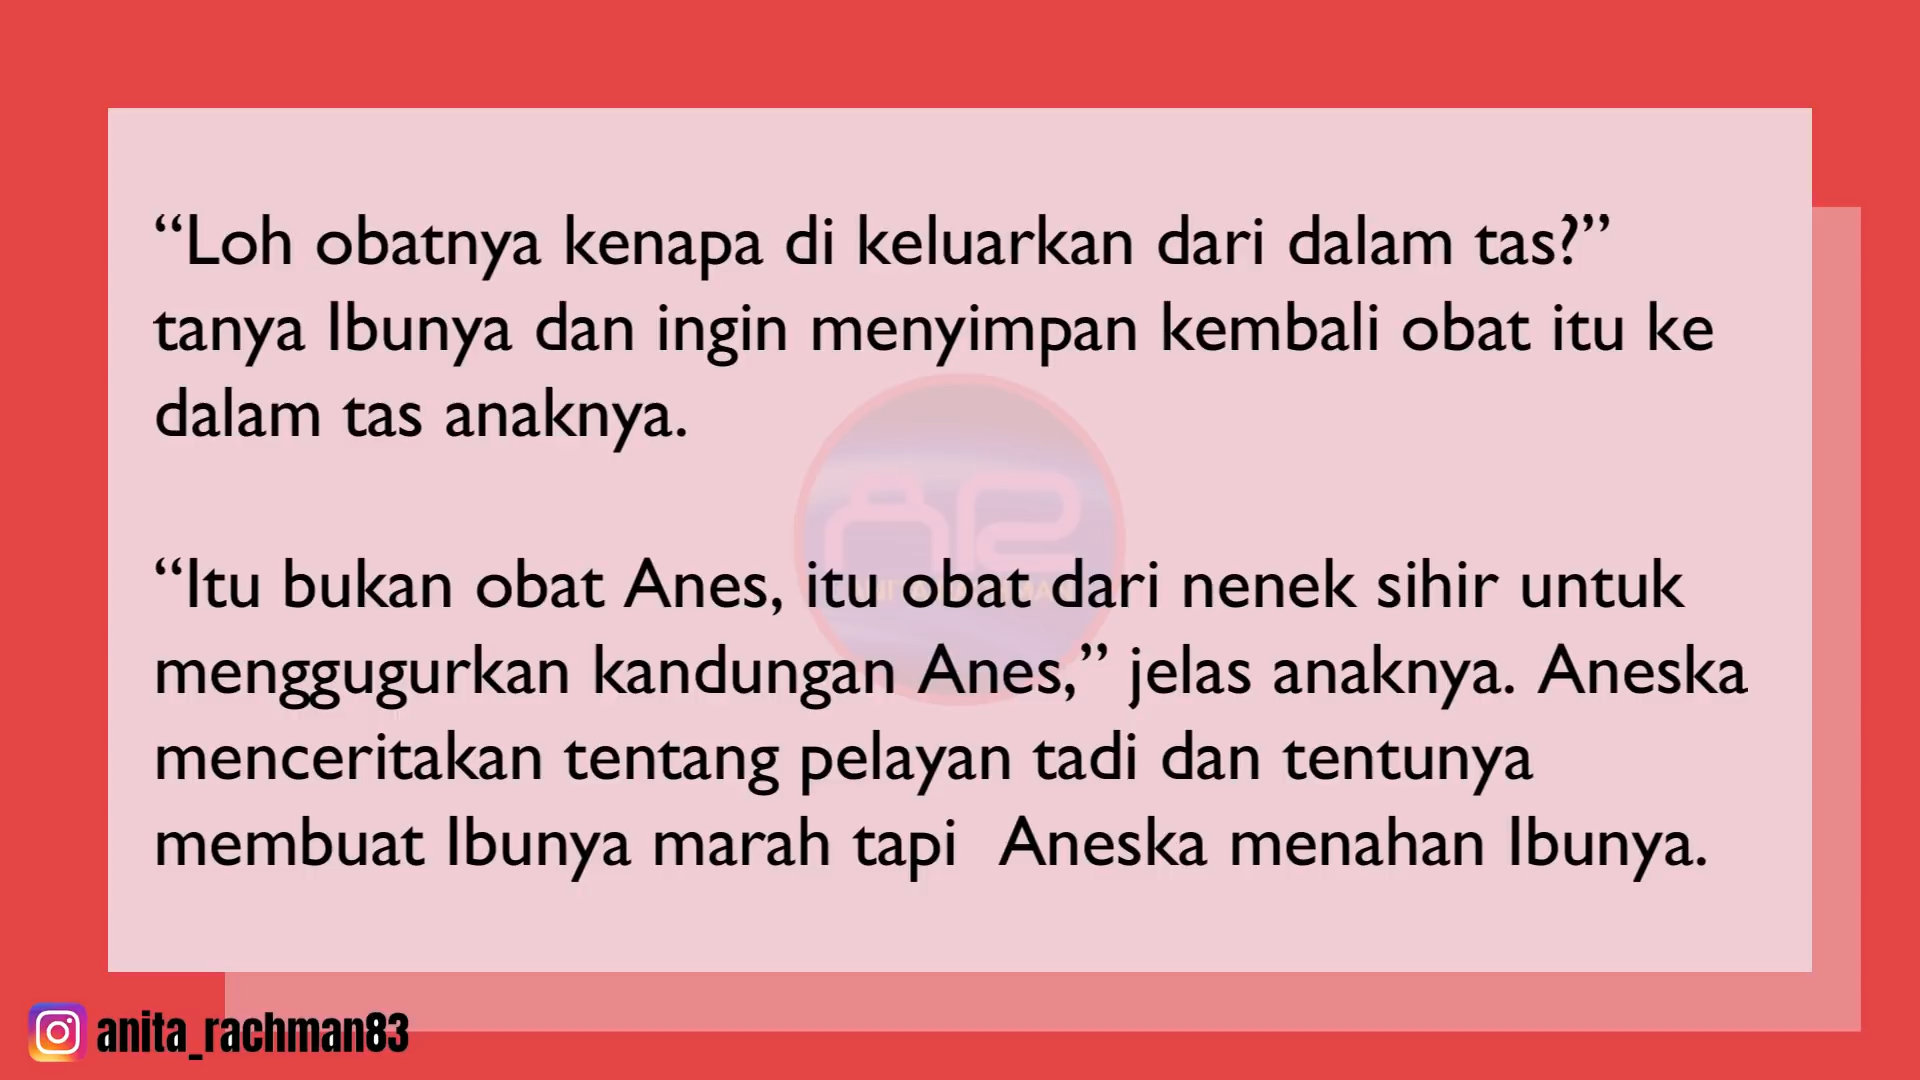 “Loh obatnya kenapa di keluarkan dari dalam tas?”
tanya Ibunya dan ingin menyimpan kembali obat itu ke
dalam tas anaknya.
“Itu bukan obat Anes, itu obat dari nenek sihir untuk
menggugurkan kandungan Anes,” jelas anaknya. Aneska
menceritakan tentang pelayan tadi dan tentunya
membuat Ibunya marah tapi  Aneska menahan Ibunya.
anita_rachman83